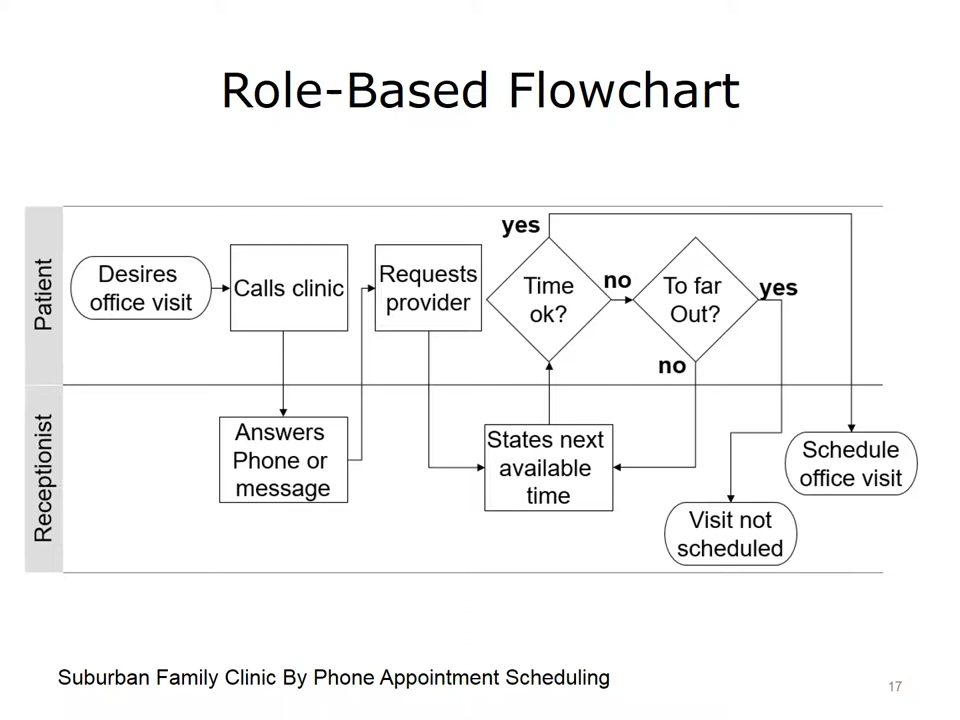 Role-Based Flowchart
Patient
Desires
office visit
Calls clinic
Requests
provider
yes
Time
ok?
no
To far
Out?
yes
no
Receptionist
Answers
Phone or
message
States next
available
time
Schedule
office visit
Visit not
scheduled
Suburban Family Clinic By Phone Appointment Scheduling
17